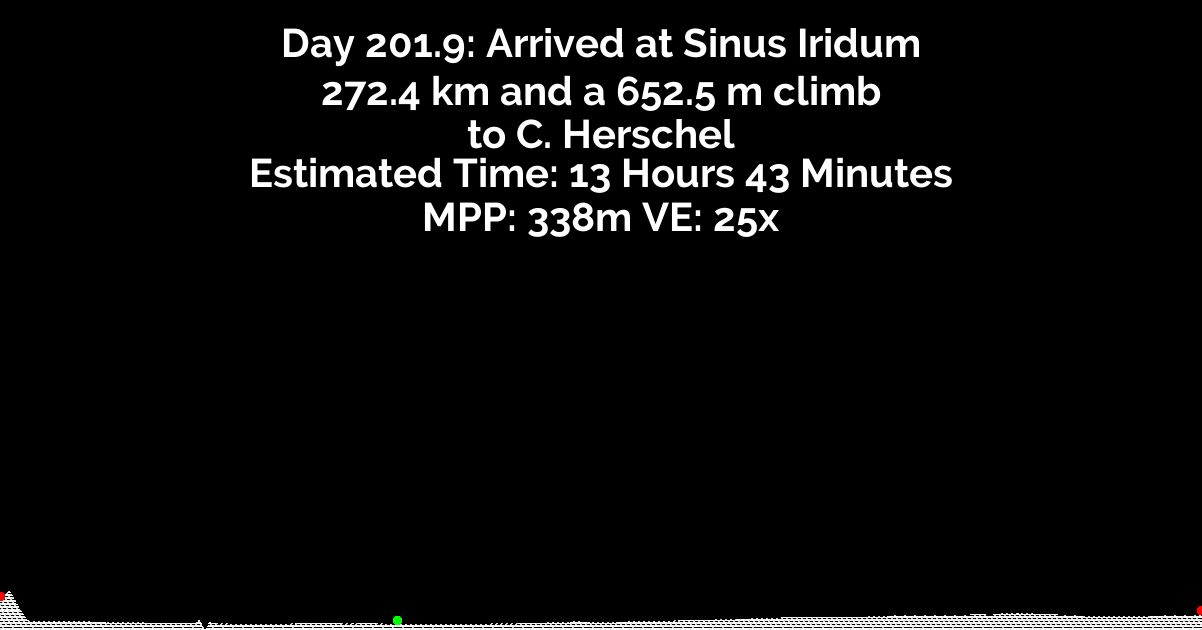 Day 201.9: Arrived at Sinus Iridum
272.4 km and a 652.5 m climb
to C. Herschel
Estimated Time: 13 Hours 43 Minutes
MPP: 338m VE: 25x